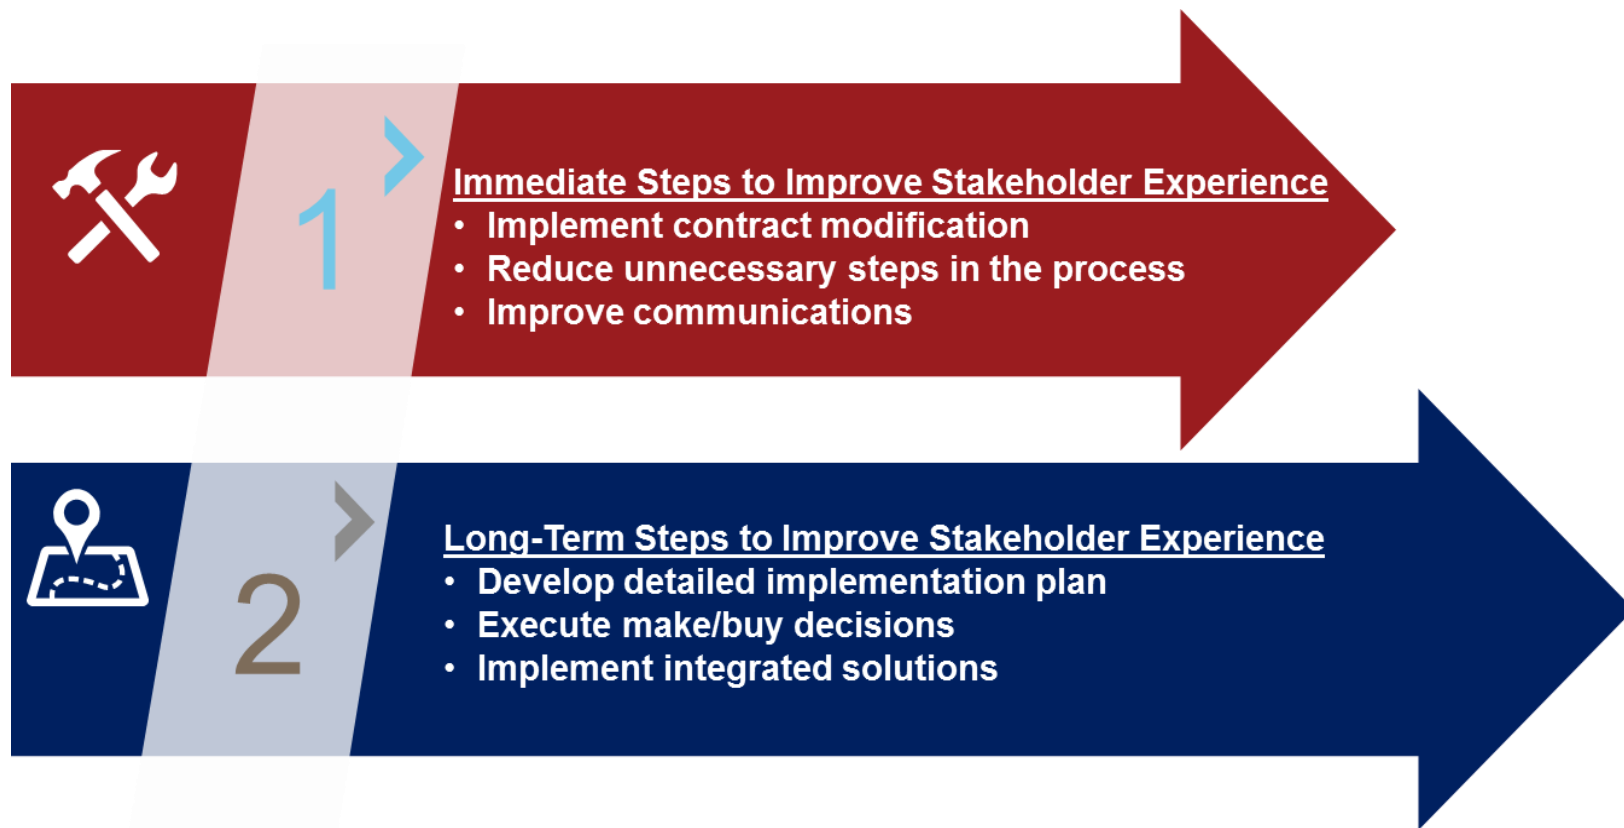 1
Immediate Steps to Improve Stakeholder Experience
• Implement contract modification
• Reduce unnecessary steps in the process
• Improve communications
2
Long-Term Steps to Improve Stakeholder Experience
• Develop detailed implementation plan
• Execute make/buy decisions
• Implement integrated solutions